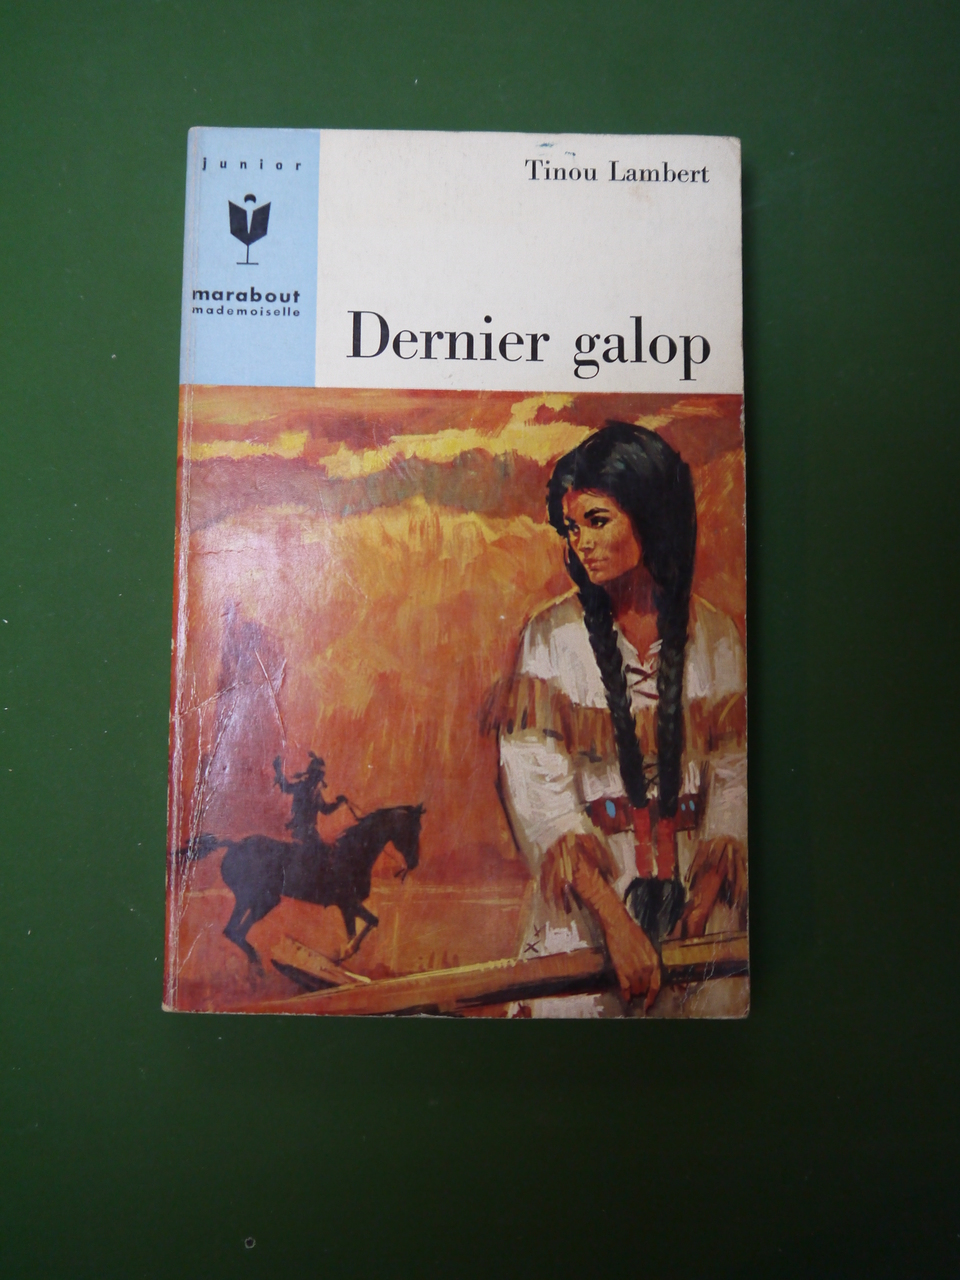 junior
marabout
mademoiselle
Tinou Lambert
Dernier galop